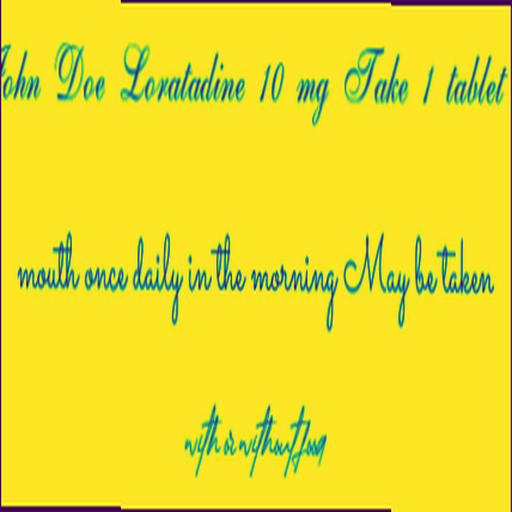 John Doe Loratadine 10 mg Take 1 tablet
mouth once daily in the morning May be taken
with or without food